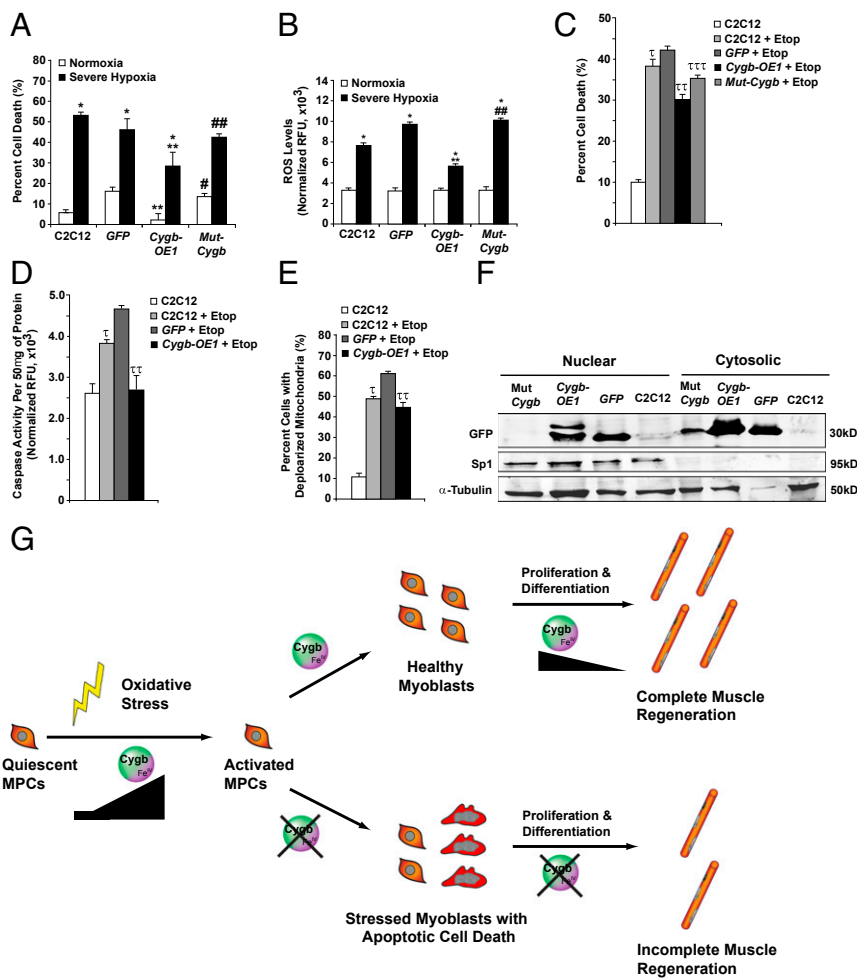 A
Normoxia
Severe Hypoxia
Percent Cell Death (%)
80
70
60
50
40
30
20
10
0
*
*
*
**
**
##
#
C2C12
GFP
Cygb-
OE1
Mut-
Cygb
B
Normoxia
Severe Hypoxia
ROS Levels
(Normalized RFU, x10³)
14
12
10
8
6
4
2
0
*
*
*
**
*
##
C2C12
GFP
Cygb-
OE1
Mut-
Cygb
C
C2C12
C2C12 + Etop
GFP + Etop
Cygb-OE1 + Etop
Mut-Cygb + Etop
Percent Cell Death (%)
50
40
30
20
10
0
τ
ττ
τττ
D
C2C12
C2C12 + Etop
GFP + Etop
Cygb-OE1 + Etop
Caspase Activity Per 50mg of Protein
(Normalized RFU, x10³)
5.0
4.0
3.0
2.0
1.0
0
τ
ττ
E
C2C12
C2C12 + Etop
GFP + Etop
Cygb-OE1 + Etop
Percent Cells with
Deploarized Mitochondria (%)
80
70
60
50
40
30
20
10
0
τ
ττ
F
Nuclear Cytosolic
Mut Cygb
Cygb-OE1
GFP
C2C12
Mut Cygb
Cygb-OE1
GFP
C2C12
GFP 30kD
Sp1 95kD
α-Tubulin 50kD
G
Oxidative
Stress
Quiescent
MPCs
Cygb
Fe
Activated
MPCs
Cygb
Fe
Healthy
Myoblasts
Proliferation &
Differentiation
Cygb
Fe
Complete Muscle
Regeneration
Cygb
Fe
Stressed Myoblasts with
Apoptotic Cell Death
Proliferation &
Differentiation
Cygb
Fe
Incomplete Muscle
Regeneration